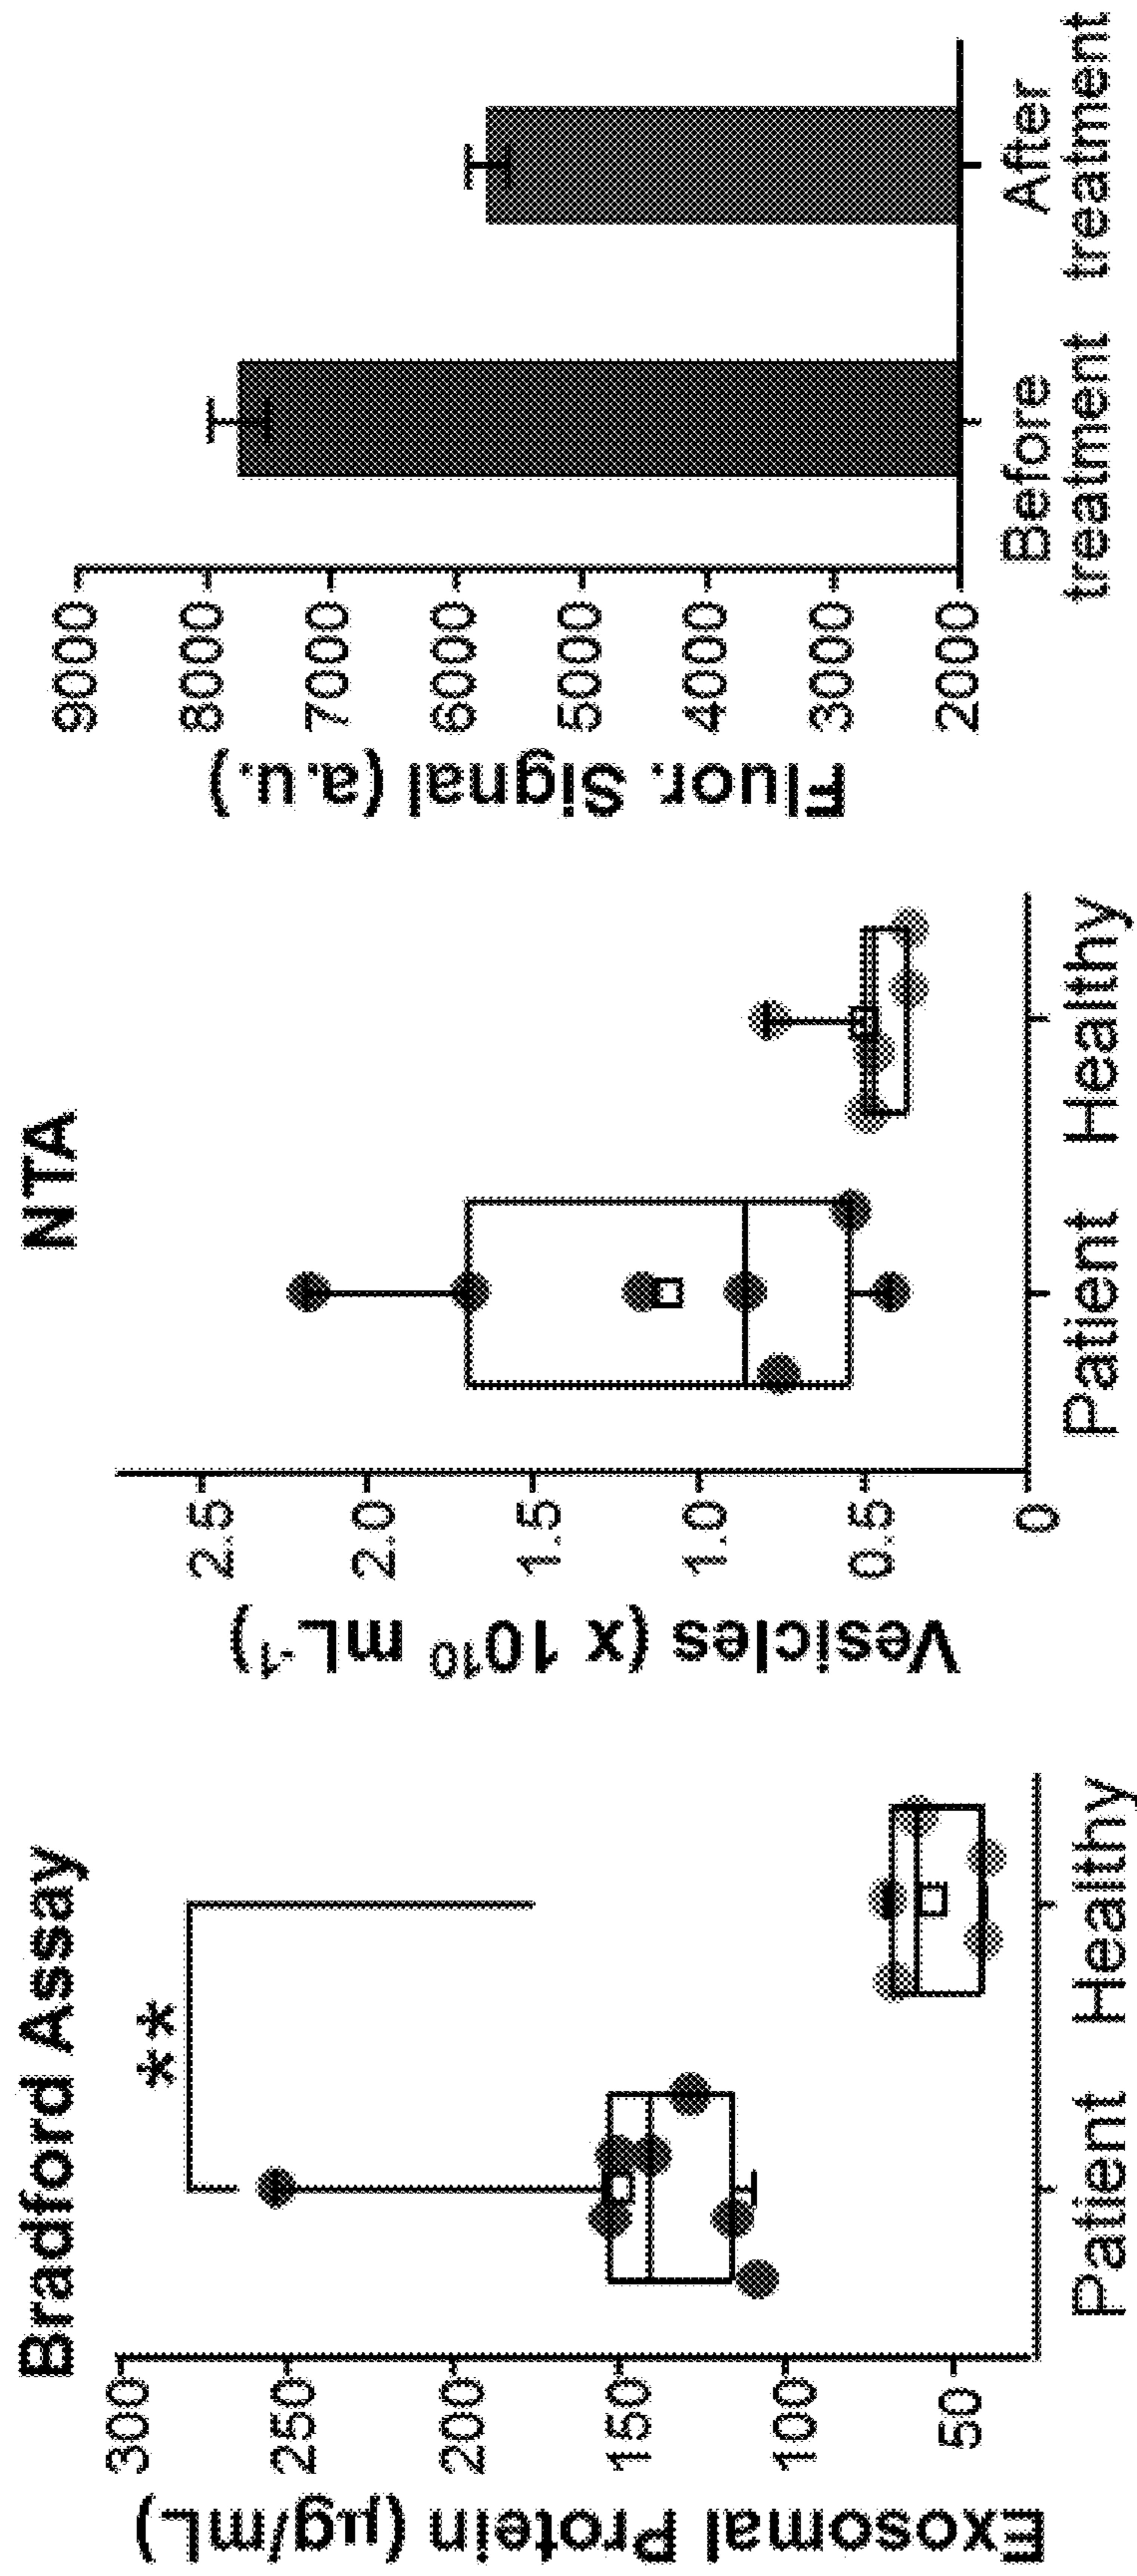 Bradford Assay
Exosomal Protein (µg/mL)
300
250
200
150
100
50
**
Patient Healthy
NTA
Vesicles (x 10¹⁰ mL⁻¹)
2.5
2.0
1.5
1.0
0.5
0
Patient Healthy
Fluor. Signal (a.u.)
9000
8000
7000
6000
5000
4000
3000
2000
Before After
treatment treatment